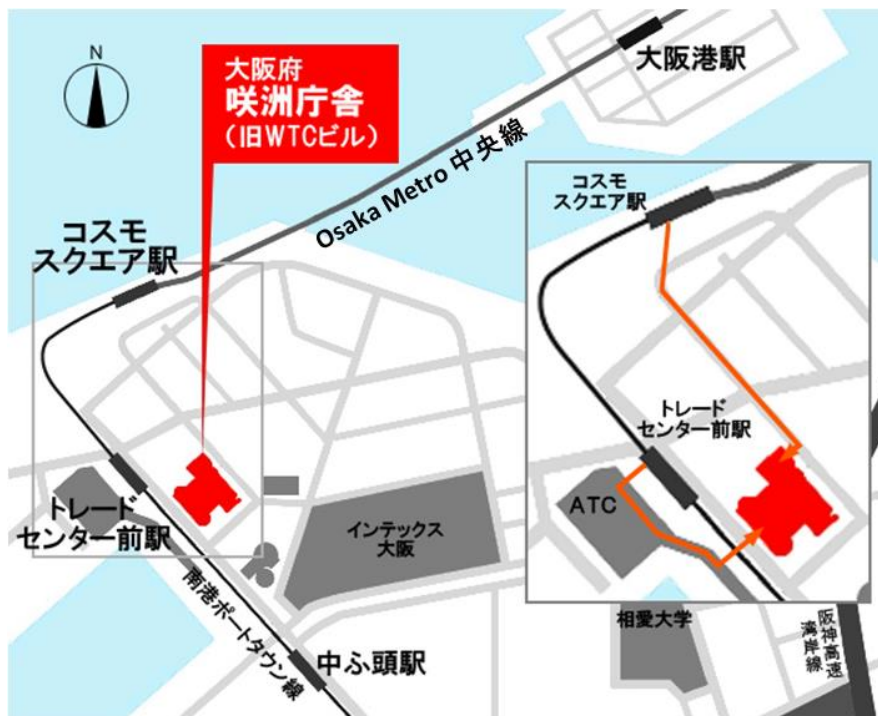 N
大阪府
咲洲庁舎
（旧WTCビル）
大阪港駅
Osaka Metro 中央線
コスモ
スクエア駅
トレード
センター前駅
インテックス
大阪
南港ポートタウン線
中ふ頭駅
コスモ
スクエア駅
トレード
センター前駅
ATC
相愛大学
阪神高速
湾岸線